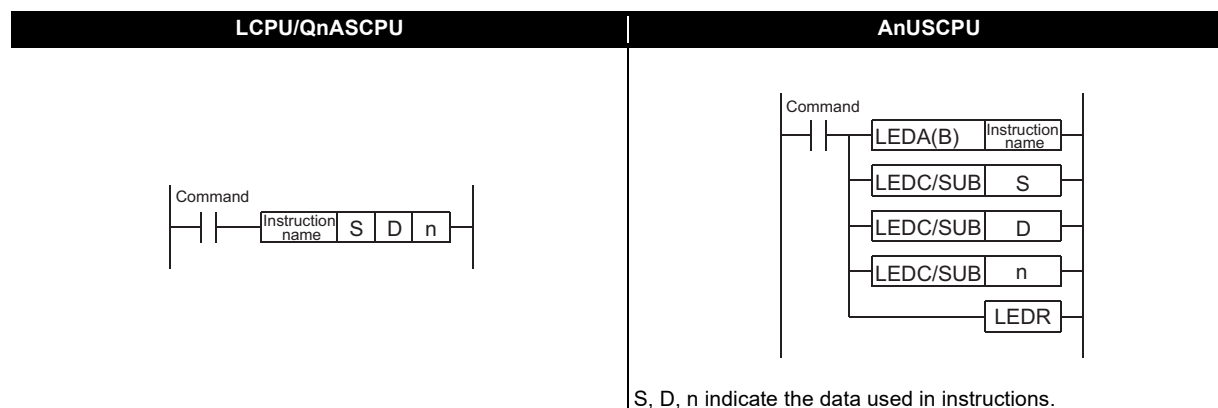 LCPU/QnASCPU
AnUSCPU
Command
Instruction name S D n
Command
LEDA(B) Instruction name
LEDC/SUB S
LEDC/SUB D
LEDC/SUB n
LEDR
S, D, n indicate the data used in instructions.